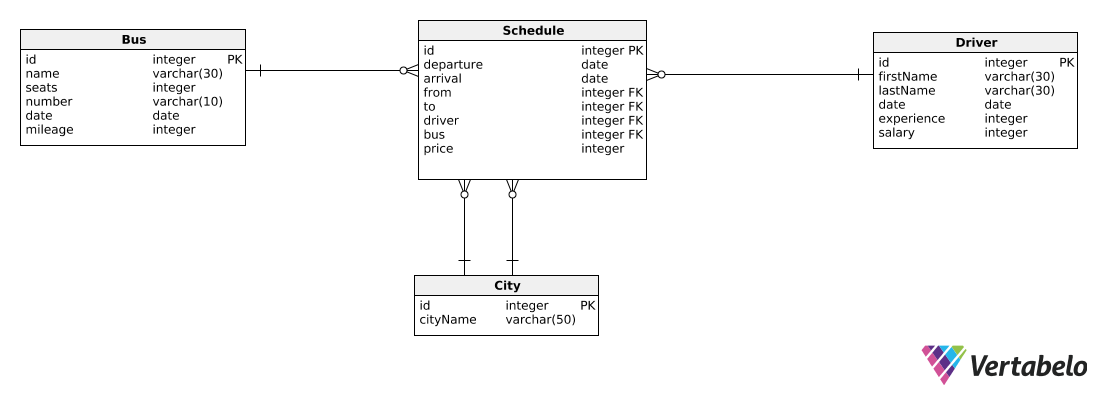 Bus
id integer PK
name varchar(30)
seats integer
number varchar(10)
date date
mileage integer
Schedule
id integer PK
departure date
arrival date
from integer FK
to integer FK
driver integer FK
bus integer FK
price integer
Driver
id integer PK
firstName varchar(30)
lastName varchar(30)
date date
experience integer
salary integer
City
id integer PK
cityName varchar(50)
Vertabelo